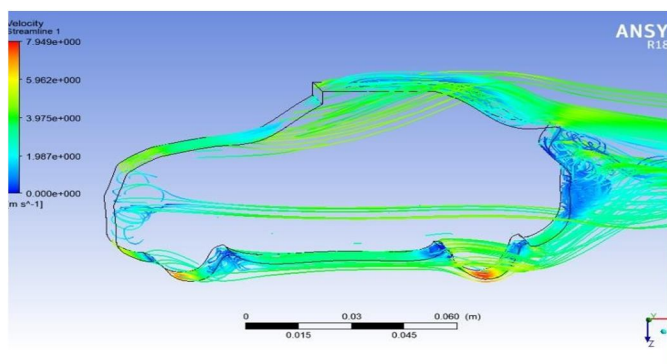 Velocity
Streamline 1
7.949e+000
5.962e+000
3.975e+000
1.987e+000
0.000e+000
[m s^-1]
ANSY
R18
0 0.03 0.060 (m)
0.015 0.045
Y
Z